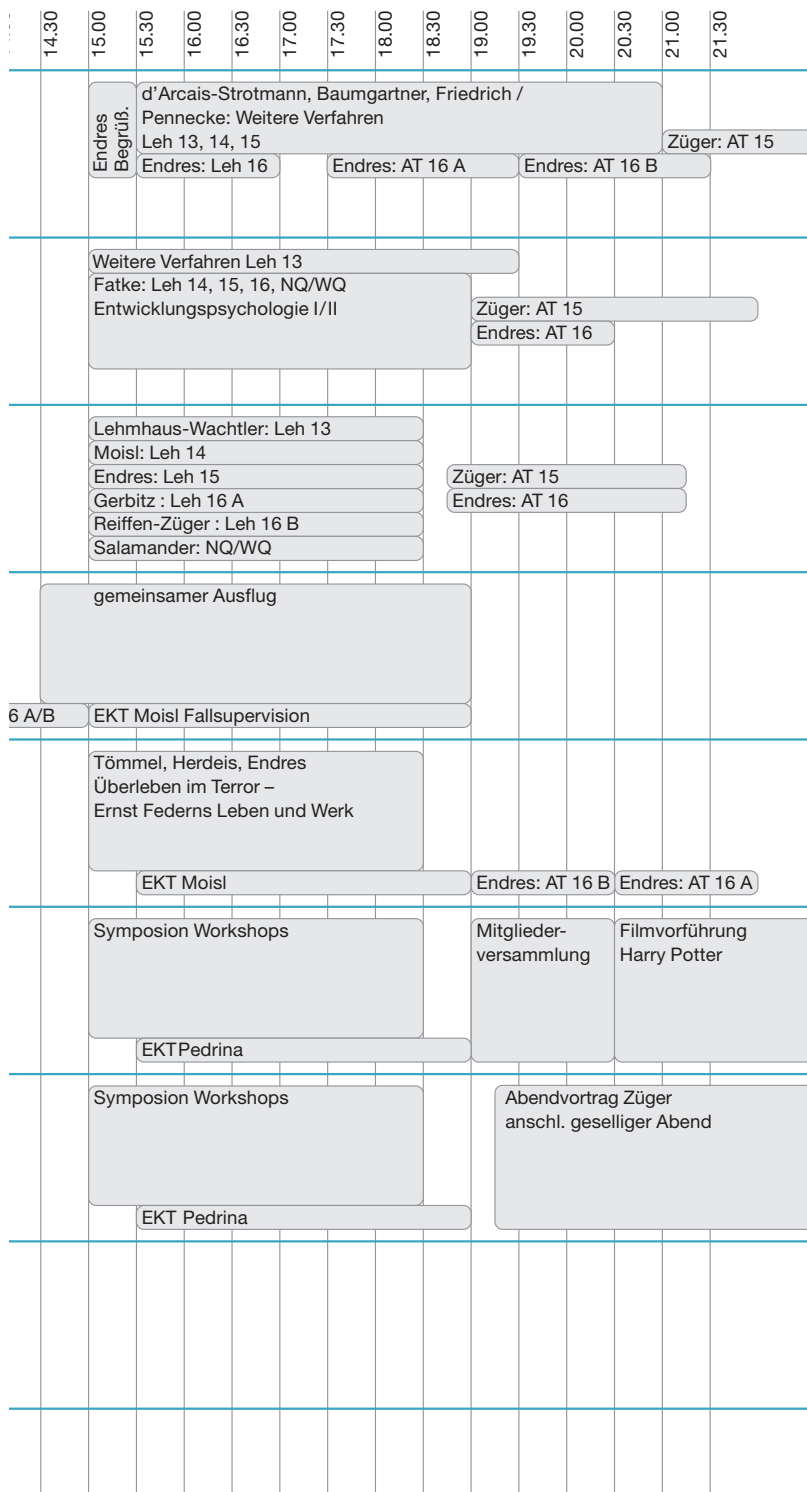 14.30
15.00
15.30
16.00
16.30
17.00
17.30
18.00
18.30
19.00
19.30
20.00
20.30
21.00
21.30
Endres
Begrüß.
d'Arcais-Strotmann, Baumgartner, Friedrich /
Pennecke: Weitere Verfahren
Leh 13, 14, 15
Züger: AT 15
Endres: Leh 16
Endres: AT 16 A
Endres: AT 16 B
Weitere Verfahren Leh 13
Fatke: Leh 14, 15, 16, NQ/WQ
Entwicklungspsychologie I/II
Züger: AT 15
Endres: AT 16
Lehmhaus-Wachtler: Leh 13
Moisl: Leh 14
Endres: Leh 15
Züger: AT 15
Gerbitz : Leh 16 A
Endres: AT 16
Reiffen-Züger : Leh 16 B
Salamander: NQ/WQ
gemeinsamer Ausflug
6 A/B
EKT Moisl Fallsupervision
Tömmel, Herdeis, Endres
Überleben im Terror –
Ernst Federns Leben und Werk
EKT Moisl
Endres: AT 16 B
Endres: AT 16 A
Symposion Workshops
Mitglieder-
versammlung
Filmvorführung
Harry Potter
EKTPedrina
Symposion Workshops
Abendvortrag Züger
anschl. geselliger Abend
EKT Pedrina